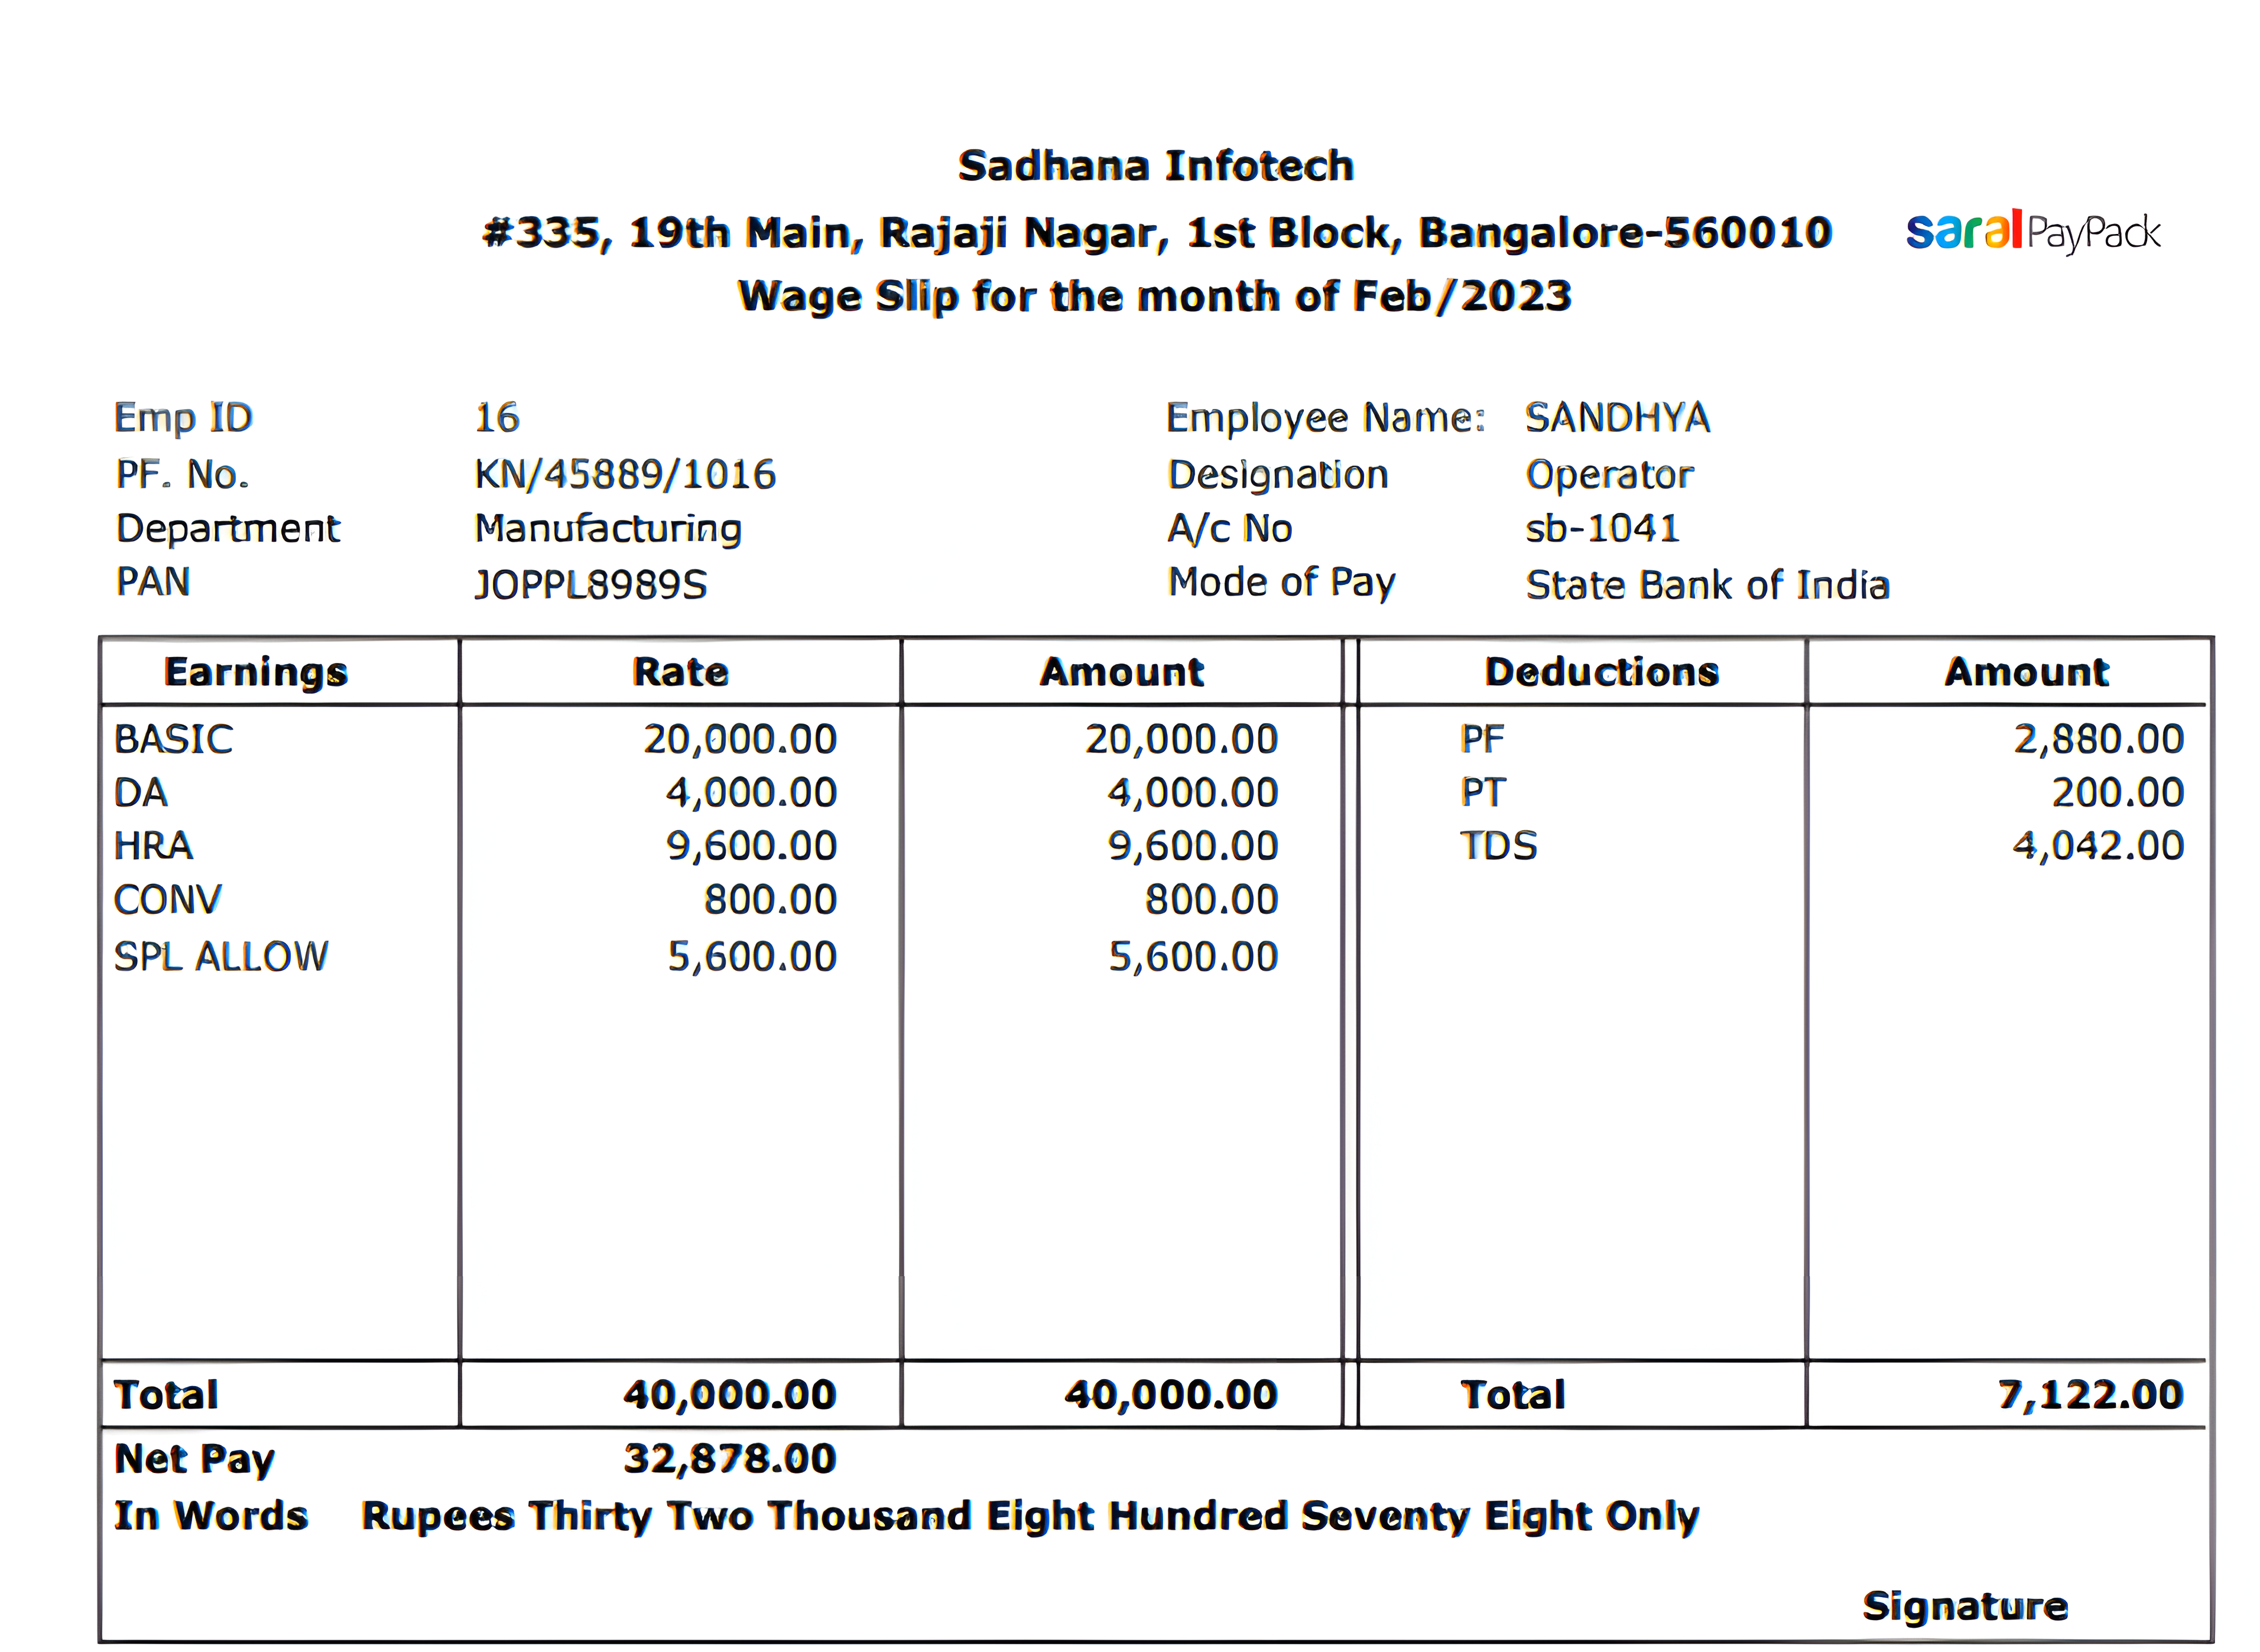 Sadhana Infotech
#335, 19th Main, Rajaji Nagar, 1st Block, Bangalore-560010 saral PayPack
Wage Slip for the month of Feb/2023
Emp ID 16 Employee Name: SANDHYA
PF. No. KN/45889/1016 Designation Operator
Department Manufacturing A/c No sb-1041
PAN JOPPL8989S Mode of Pay State Bank of India
Earnings Rate Amount Deductions Amount
BASIC 20,000.00 20,000.00 PF 2,880.00
DA 4,000.00 4,000.00 PT 200.00
HRA 9,600.00 9,600.00 TDS 4,042.00
CONV 800.00 800.00
SPL ALLOW 5,600.00 5,600.00
Total 40,000.00 40,000.00 Total 7,122.00
Net Pay 32,878.00
In Words Rupees Thirty Two Thousand Eight Hundred Seventy Eight Only
Signature